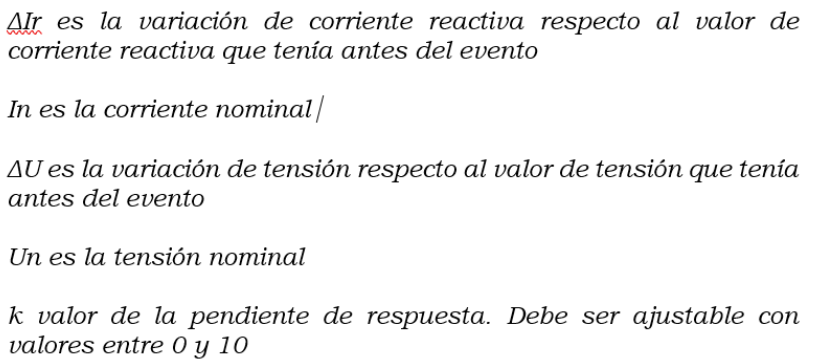 ΔIr es la variación de corriente reactiva respecto al valor de
corriente reactiva que tenía antes del evento
In es la corriente nominal
ΔU es la variación de tensión respecto al valor de tensión que tenía
antes del evento
Un es la tensión nominal
k valor de la pendiente de respuesta. Debe ser ajustable con
valores entre 0 y 10